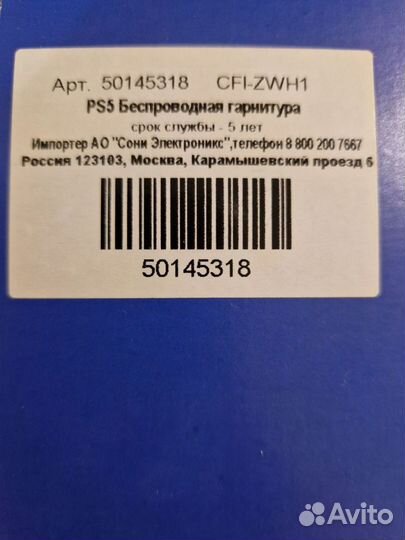 Арт. 50145318 CFI-ZWH1
PS5 Беспроводная гарнитура
срок службы - 5 лет
Импортер АО "Сони Электроникс",телефон 8 800 200 7667
Россия 123103, Москва, Карамышевский проезд 6
50145318
Avito